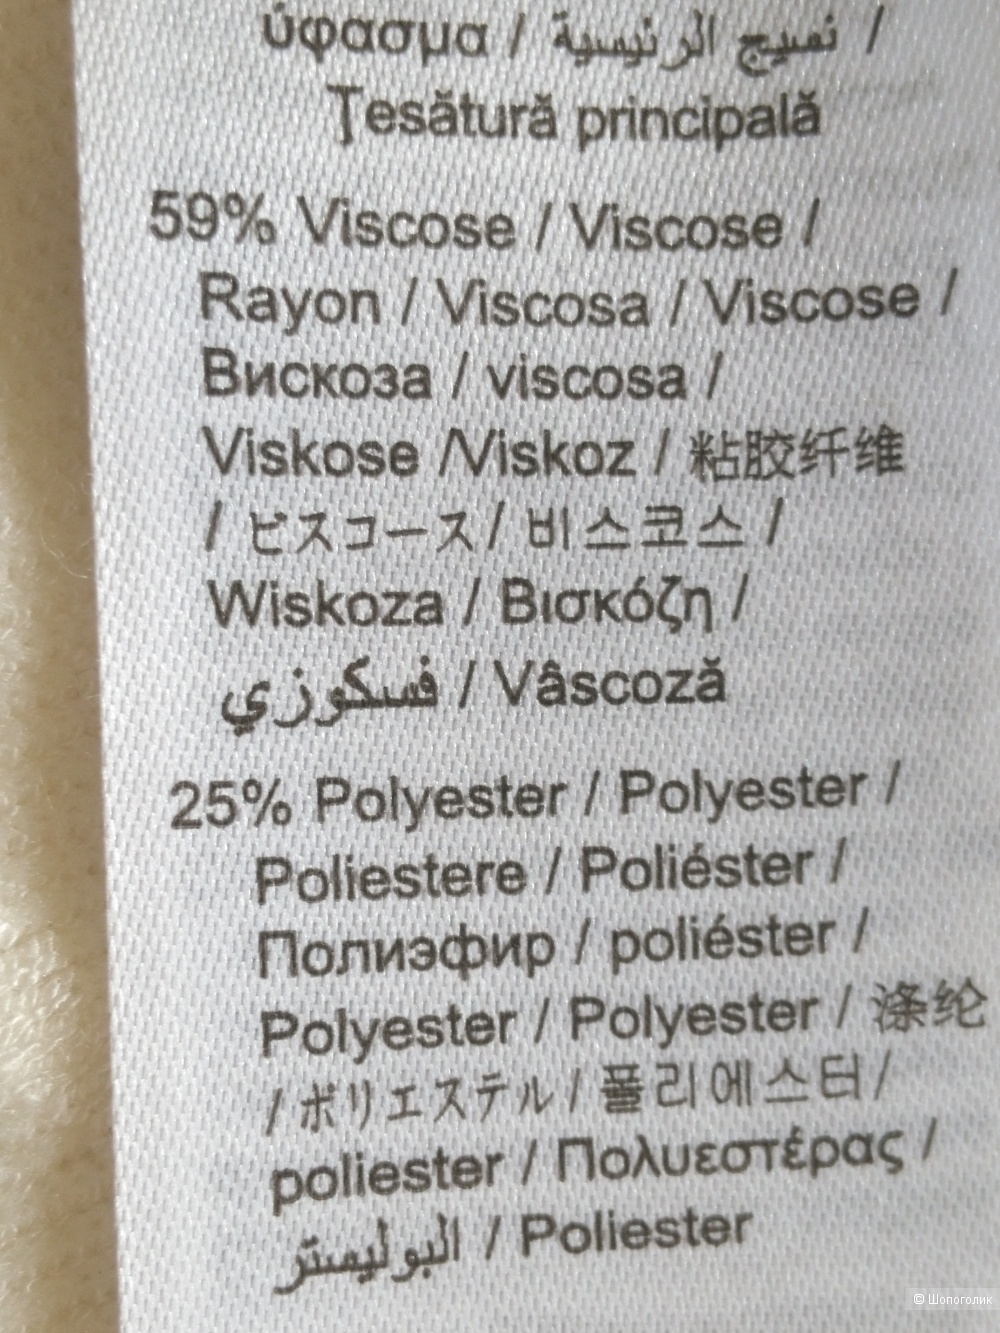 ύφασμα / نسيج الرئيسية /
Ţesătură principală
59% Viscose / Viscose /
Rayon / Viscosa / Viscose /
Вискоза / viscosa /
Viskose /Viskoz / 粘胶纤维
/ ビスコース/ 비스코스 /
Wiskoza / Βισκόζη /
فسكوزي / Vâscoză
25% Polyester / Polyester /
Poliestere / Poliéster /
Полиэфир / poliéster /
Polyester / Polyester / 涤纶
/ ポリエステル / 폴리에스터 /
poliester / Πολυεστέρας /
البوليستر / Poliester
© Шопоголик